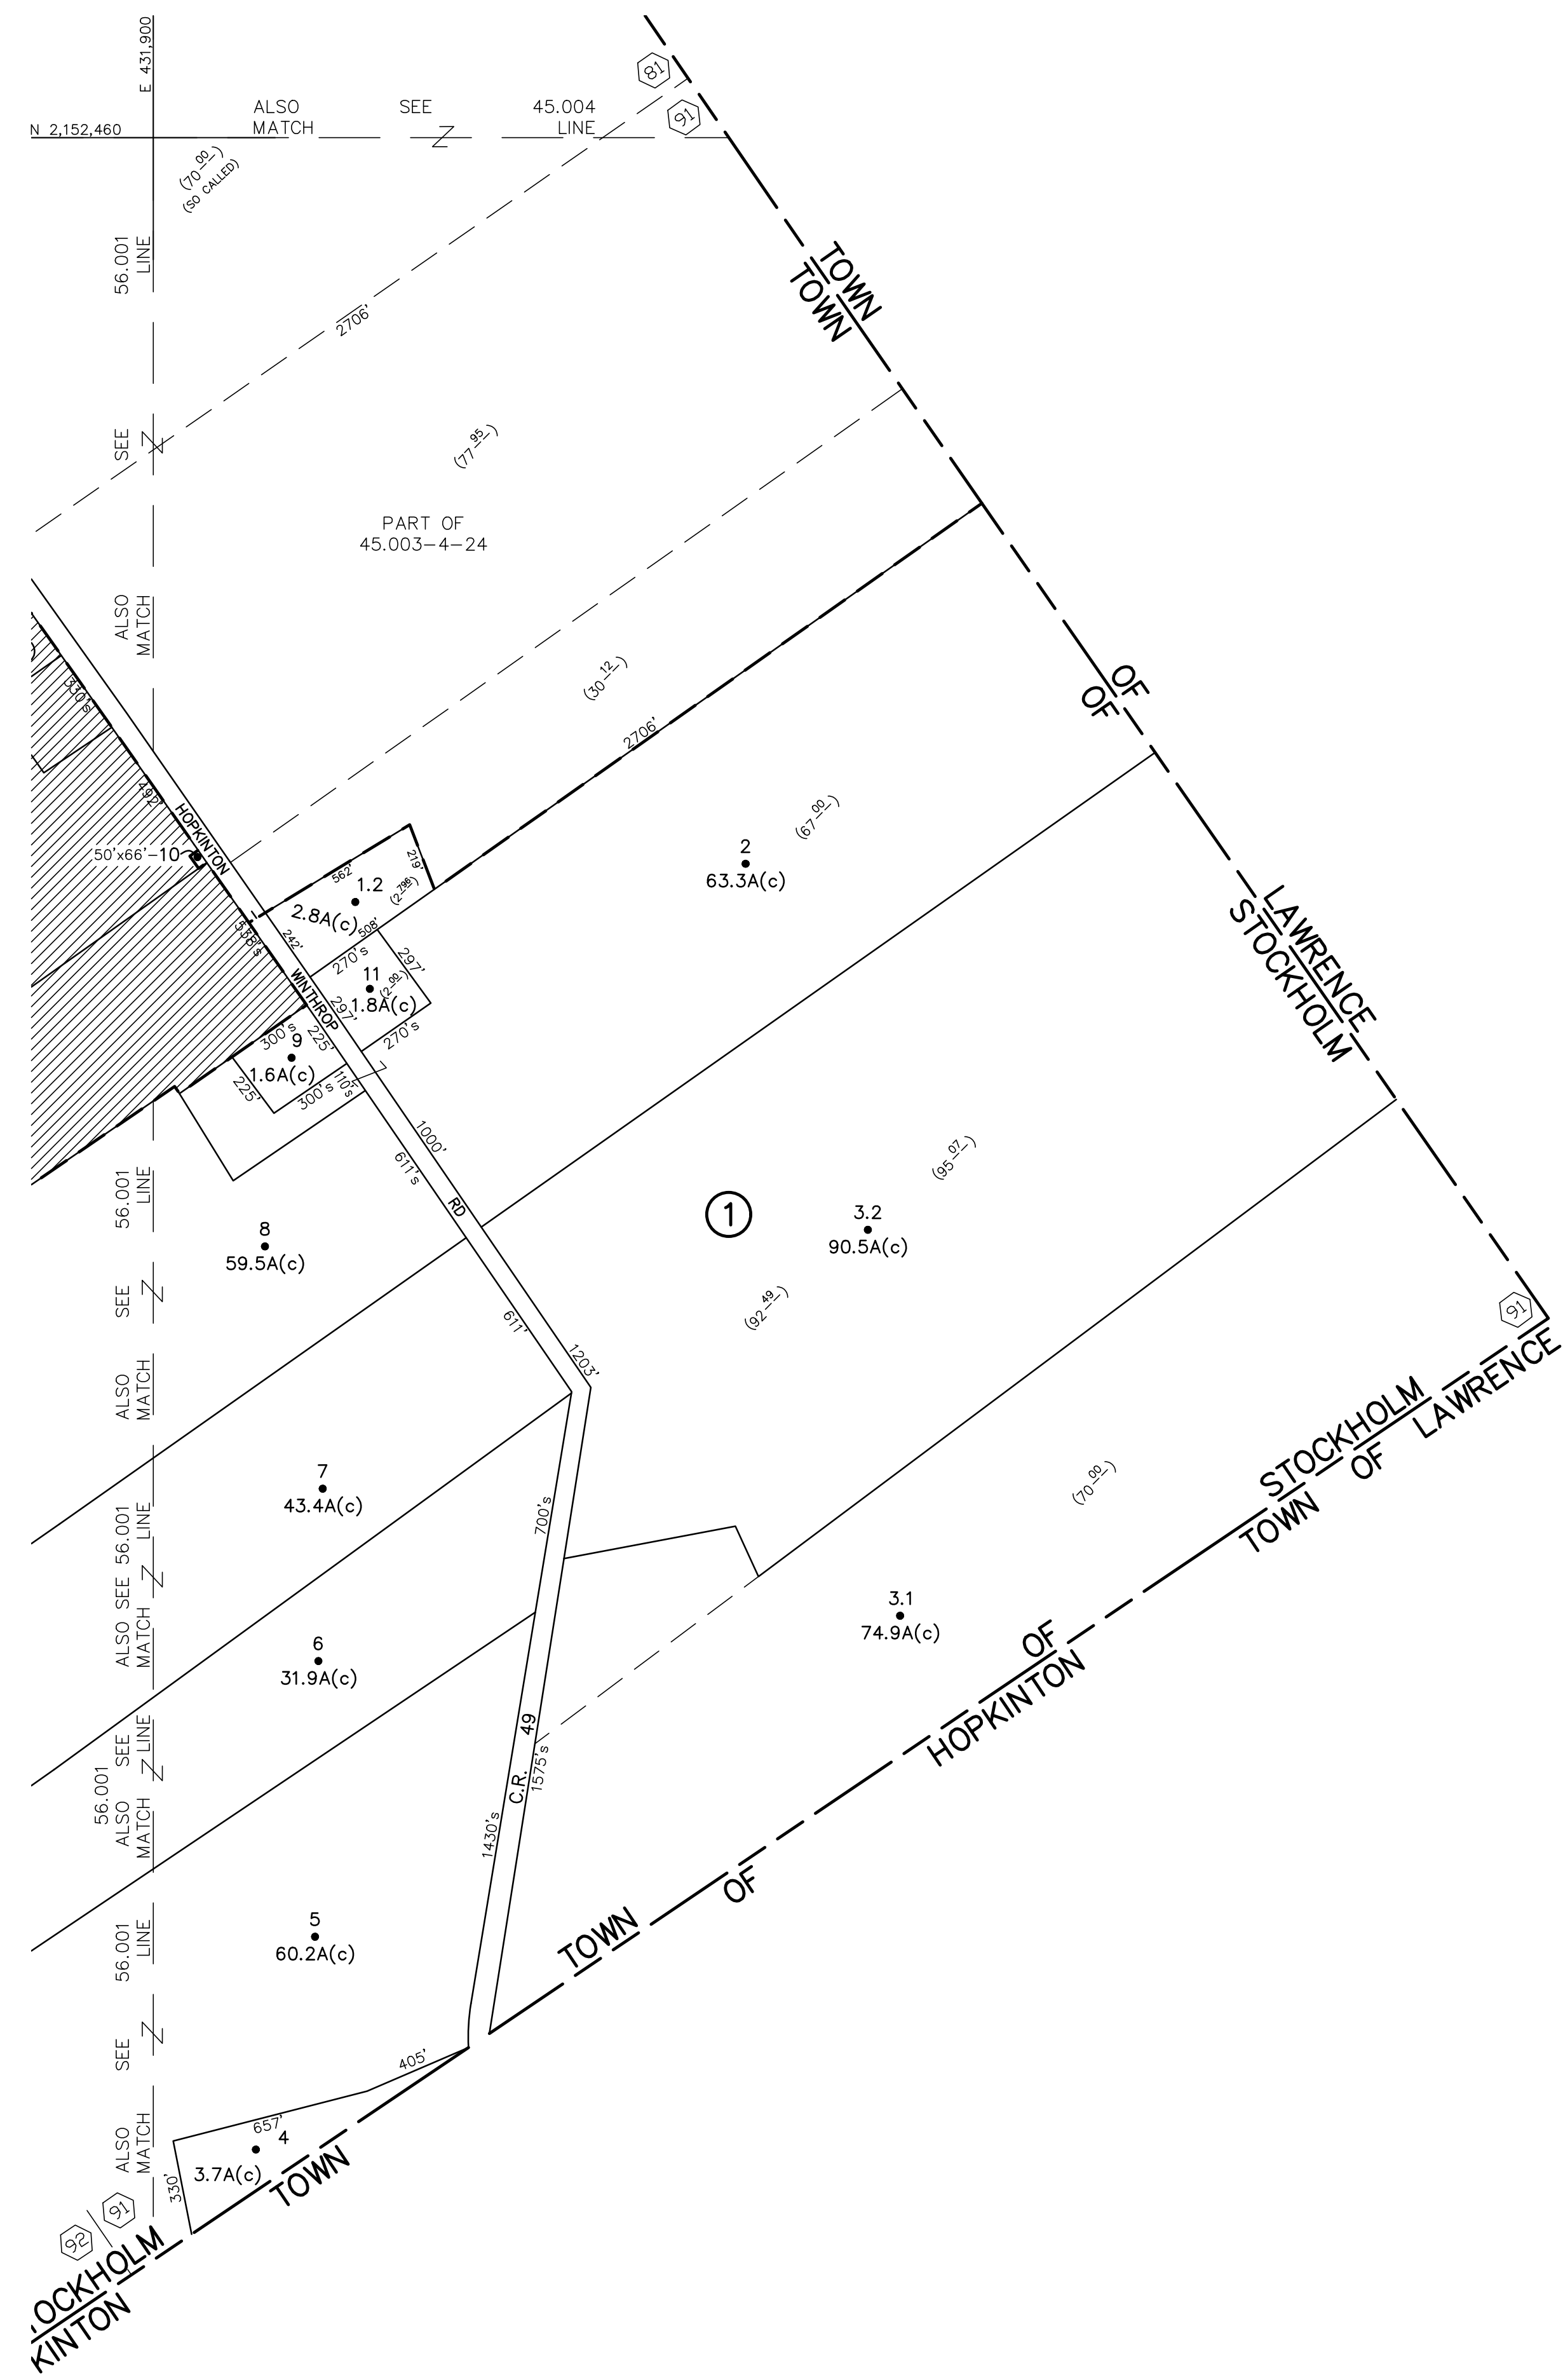 E 431,900
N 2,152,460
ALSO SEE 45.004
MATCH Z LINE
81
91
(70 00)
(SO CALLED)
56.001
LINE
SEE Z
ALSO
MATCH
2706'
TOWN
TOWN
(77 95)
PART OF
45.003-4-24
(30 12)
2706'
OF
OF
330's
492'
HOPKINTON
50'x66'-10
562'
219'
1.2
2.8A(c)
(2 796)
508'
242'
538's
2
63.3A(c)
(67 00)
LAWRENCE
STOCKHOLM
WINTHROP
270's
297'
11
(2 00)
1.8A(c)
297'
270's
300's
225'
9
1.6A(c)
225'
300's
110's
1000'
611's
RD
56.001
LINE
8
59.5A(c)
SEE Z
ALSO
MATCH
1
(95 07)
3.2
90.5A(c)
(92 49)
611'
1203'
91
STOCKHOLM
LAWRENCE
7
43.4A(c)
56.001
LINE
SEE Z
ALSO
MATCH
700's
(70 00)
OF
TOWN
3.1
74.9A(c)
6
31.9A(c)
OF
HOPKINTON
SEE
LINE
Z
56.001
ALSO
MATCH
C.R. 49
1575's
1430's
OF
TOWN
5
60.2A(c)
56.001
LINE
SEE Z
ALSO
MATCH
405'
657'
4
3.7A(c)
330'
TOWN
91
92
OCKHOLM
KINTON